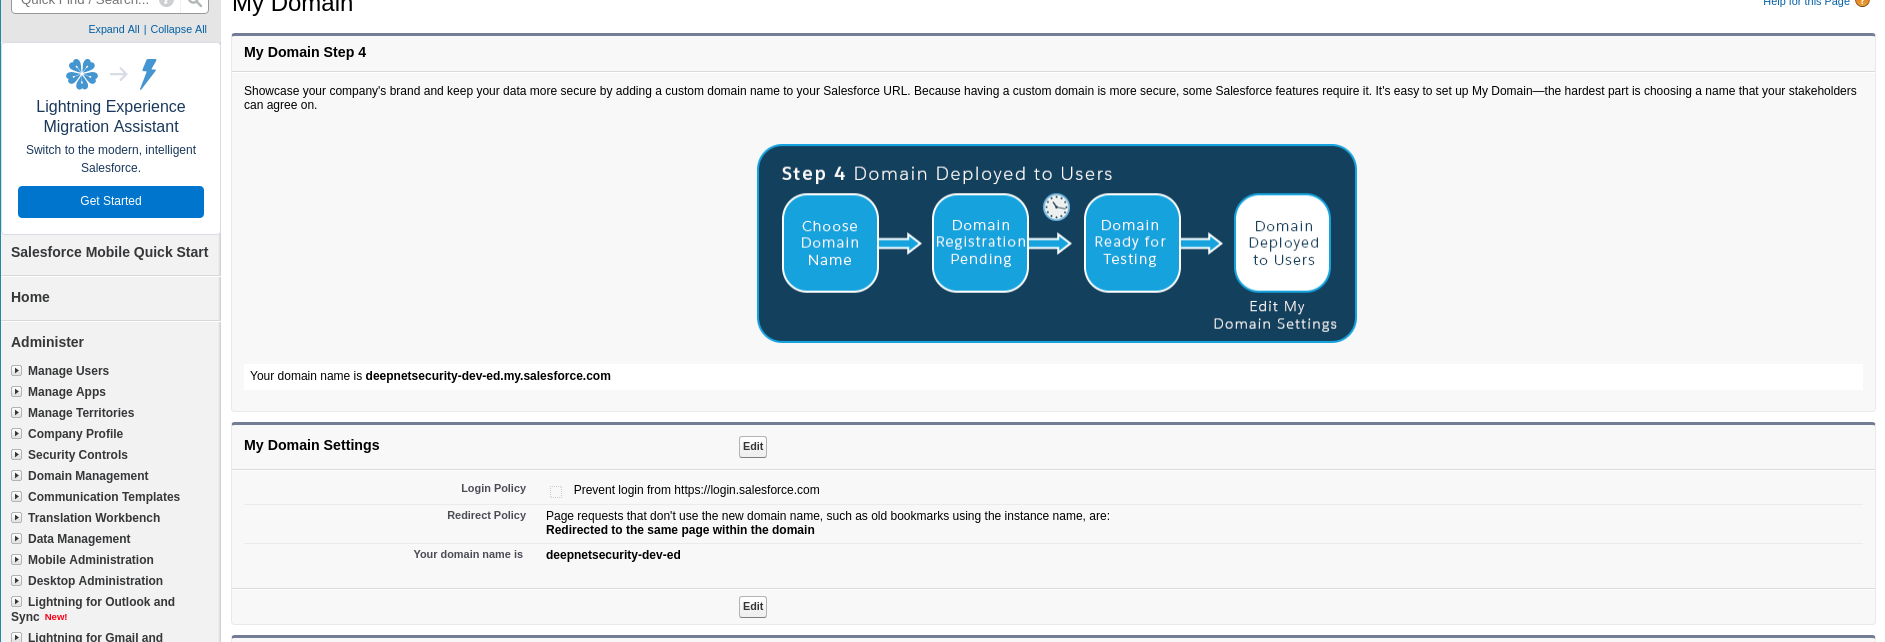 Quick Find / Search...
Expand All | Collapse All
Lightning Experience
Migration Assistant
Switch to the modern, intelligent
Salesforce.
Get Started
Salesforce Mobile Quick Start
Home
Administer
Manage Users
Manage Apps
Manage Territories
Company Profile
Security Controls
Domain Management
Communication Templates
Translation Workbench
Data Management
Mobile Administration
Desktop Administration
Lightning for Outlook and
Sync New!
Lightning for Gmail and
My Domain
Help for this Page ?
My Domain Step 4
Showcase your company's brand and keep your data more secure by adding a custom domain name to your Salesforce URL. Because having a custom domain is more secure, some Salesforce features require it. It's easy to set up My Domain—the hardest part is choosing a name that your stakeholders
can agree on.
Step 4 Domain Deployed to Users
Choose
Domain
Name
Domain
Registration
Pending
Domain
Ready for
Testing
Domain
Deployed
to Users
Edit My
Domain Settings
Your domain name is deepnetsecurity-dev-ed.my.salesforce.com
My Domain Settings
Edit
Login Policy
Prevent login from https://login.salesforce.com
Redirect Policy
Page requests that don't use the new domain name, such as old bookmarks using the instance name, are:
Redirected to the same page within the domain
Your domain name is
deepnetsecurity-dev-ed
Edit